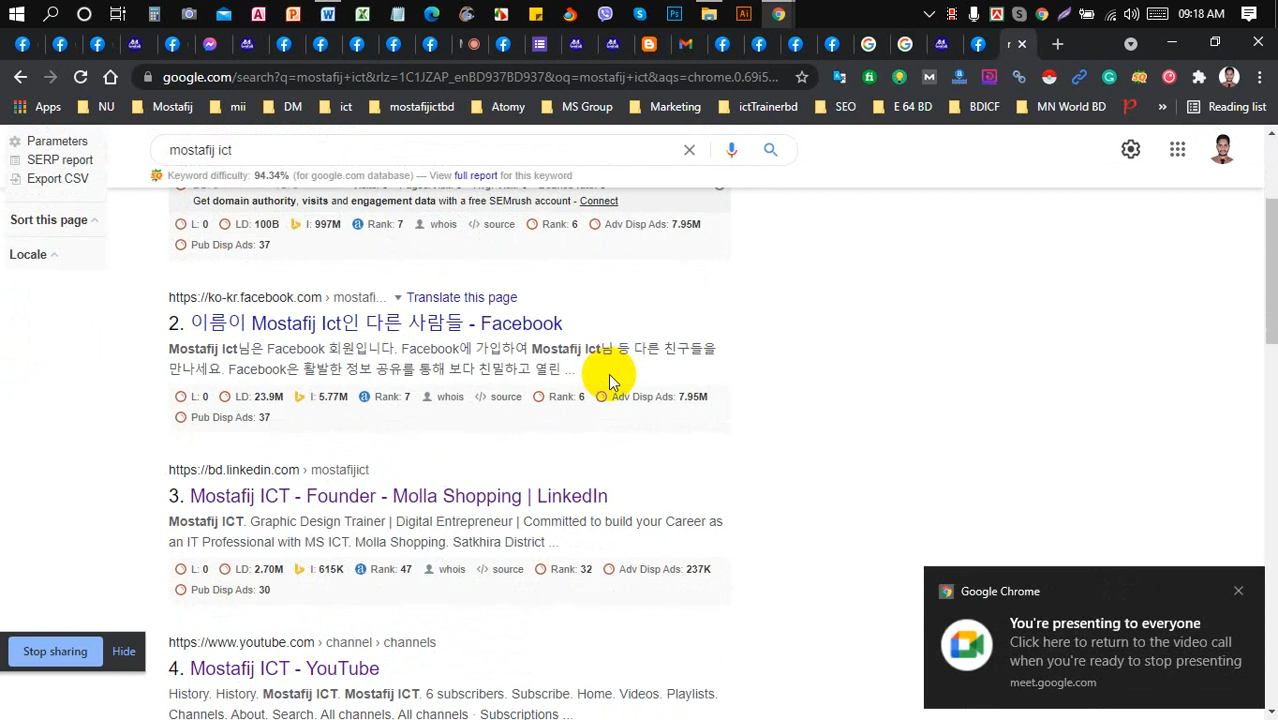 09:18 AM
google.com/search?q=mostafij+ict&rlz=1C1JZAP_enBD937BD937&oq=mostafij+ict&aqs=chrome.0.69i5...
Apps NU Mostafij mii DM ict mostafijictbd Atomy MS Group Marketing ictTrainerbd SEO E 64 BD BDICF MN World BD » Reading list
Parameters
SERP report
Export CSV
Sort this page
Locale
mostafij ict
Keyword difficulty: 94.34% (for google.com database) — View full report for this keyword
Get domain authority, visits and engagement data with a free SEMrush account - Connect
L: 0 LD: 100B I: 997M Rank: 7 whois source Rank: 6 Adv Disp Ads: 7.95M
Pub Disp Ads: 37
https://ko-kr.facebook.com › mostafi... Translate this page
2. 이름이 Mostafij Ict인 다른 사람들 - Facebook
Mostafij Ict님은 Facebook 회원입니다. Facebook에 가입하여 Mostafij Ict님 등 다른 친구들을
만나세요. Facebook은 활발한 정보 공유를 통해 보다 친밀하고 열린 ...
L: 0 LD: 23.9M I: 5.77M Rank: 7 whois source Rank: 6 Adv Disp Ads: 7.95M
Pub Disp Ads: 37
https://bd.linkedin.com › mostafijict
3. Mostafij ICT - Founder - Molla Shopping | LinkedIn
Mostafij ICT. Graphic Design Trainer | Digital Entrepreneur | Committed to build your Career as
an IT Professional with MS ICT. Molla Shopping. Satkhira District ...
L: 0 LD: 2.70M I: 615K Rank: 47 whois source Rank: 32 Adv Disp Ads: 237K
Pub Disp Ads: 30
https://www.youtube.com › channel › channels
4. Mostafij ICT - YouTube
History. History. Mostafij ICT. Mostafij ICT. 6 subscribers. Subscribe. Home. Videos. Playlists.
Channels. About. Search. All channels. All channels · Subscriptions ...
Stop sharing Hide
Google Chrome
You're presenting to everyone
Click here to return to the video call
when you're ready to stop presenting
meet.google.com